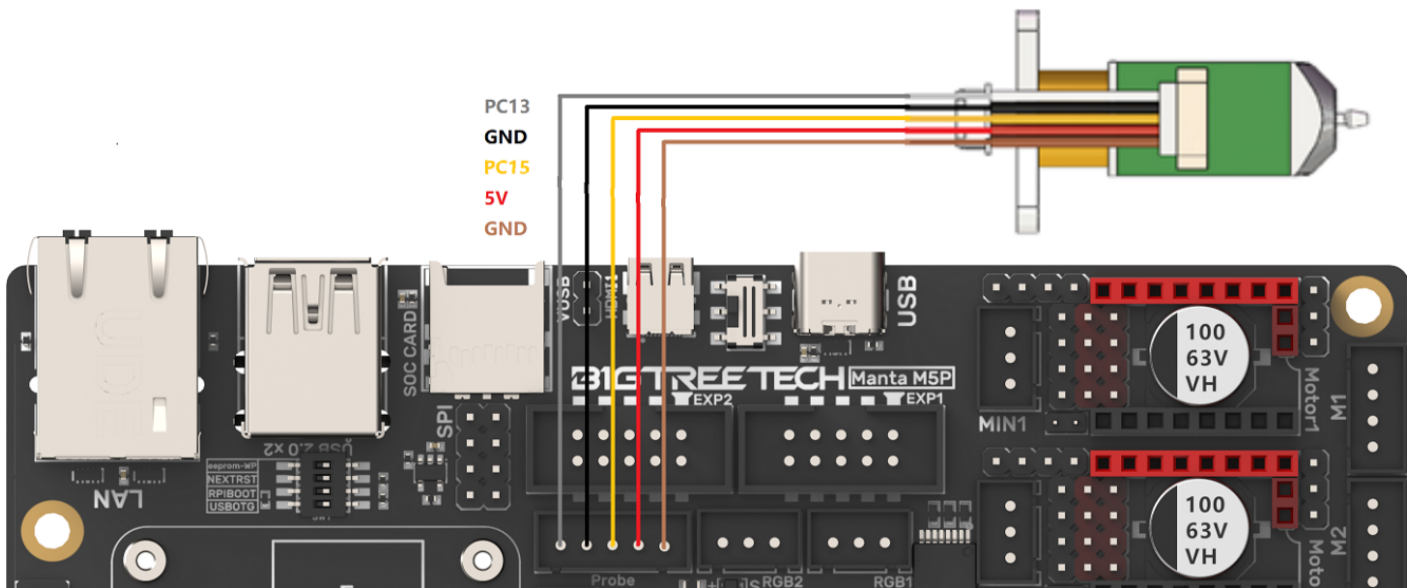 PC13
GND
PC15
5V
GND
VUSB
HDMI1
USB
SOC CARD
BIGTREETECH Manta M5P
EXP2
EXP1
SPI
USB 2.0 x2
eeprom-WP
NEXTRST
RPIBOOT
USBOTG
LAN
MIN1
100
63V
VH
Motor1
M1
100
63V
VH
Moto
M2
Probe
RGB2
RGB1